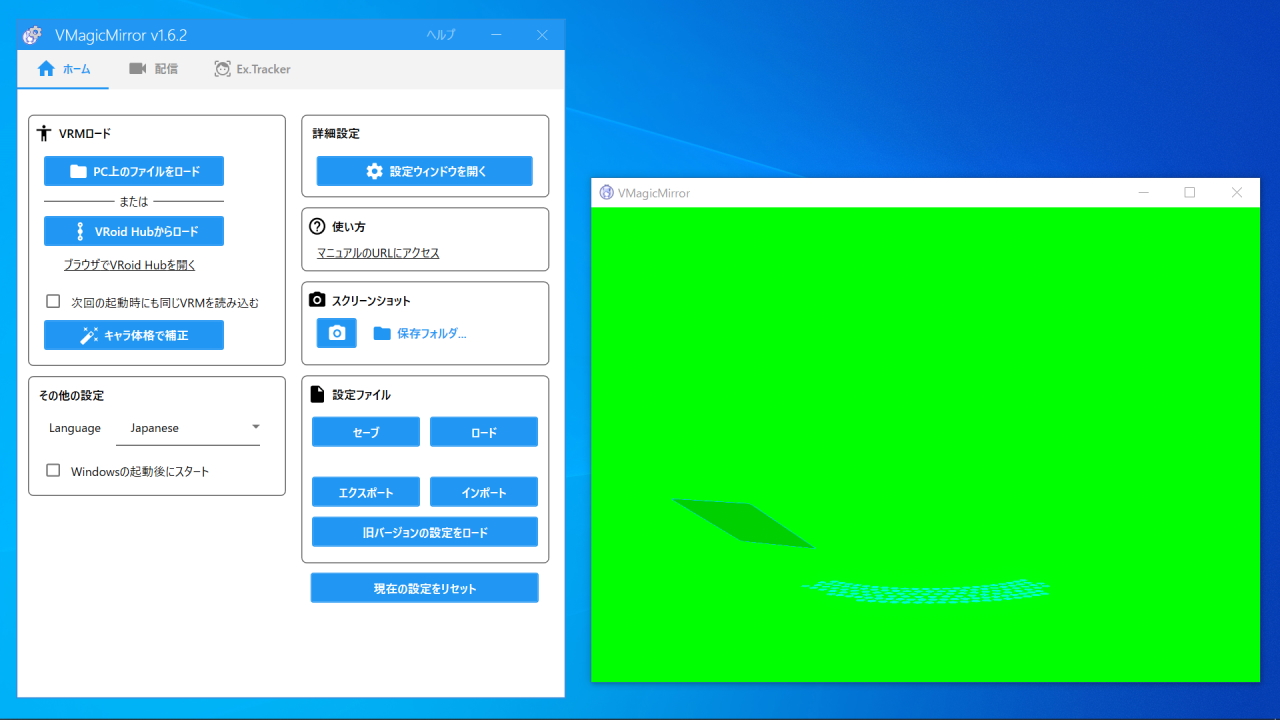 VMagicMirror v1.6.2
ヘルプ
ホーム
配信
Ex.Tracker
VRMロード
PC上のファイルをロード
または
VRoid Hubからロード
ブラウザでVRoid Hubを開く
次回の起動時にも同じVRMを読み込む
キャラ体格で補正
その他の設定
Language
Japanese
Windowsの起動後にスタート
詳細設定
設定ウィンドウを開く
使い方
マニュアルのURLにアクセス
スクリーンショット
保存フォルダ...
設定ファイル
セーブ
ロード
エクスポート
インポート
旧バージョンの設定をロード
現在の設定をリセット
VMagicMirror